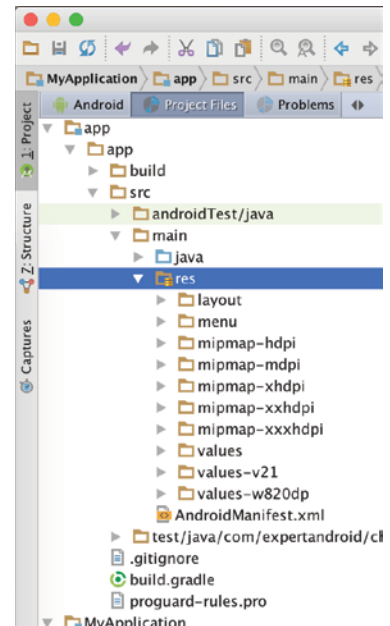 MyApplication app src main res
Android Project Files Problems
1: Project
Z: Structure
Captures
app
app
build
src
androidTest/java
main
java
res
layout
menu
mipmap-hdpi
mipmap-mdpi
mipmap-xhdpi
mipmap-xxhdpi
mipmap-xxxhdpi
values
values-v21
values-w820dp
AndroidManifest.xml
test/java/com/expertandroid/ch
.gitignore
build.gradle
proguard-rules.pro
MyApplication